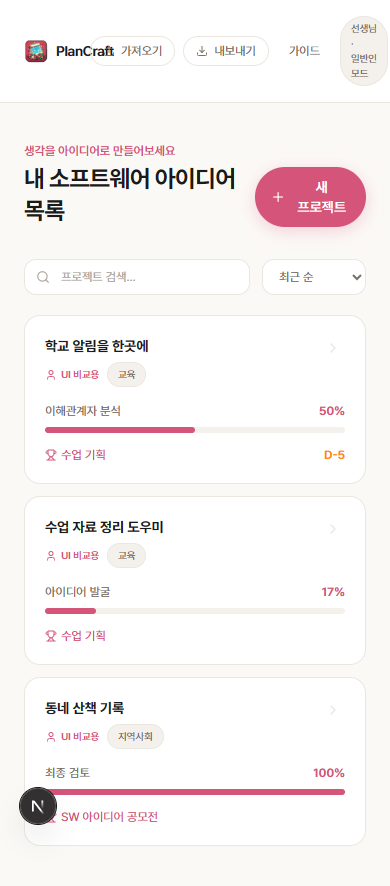 PlanCraft
가져오기
내보내기
가이드
선생님
·
일반인
모드
생각을 아이디어로 만들어보세요
내 소프트웨어 아이디어
목록
새
프로젝트
프로젝트 검색...
최근 순
학교 알림을 한곳에
UI 비교용
교육
이해관계자 분석
50%
수업 기획
D-5
수업 자료 정리 도우미
UI 비교용
교육
아이디어 발굴
17%
수업 기획
동네 산책 기록
UI 비교용
지역사회
최종 검토
100%
N
SW 아이디어 공모전